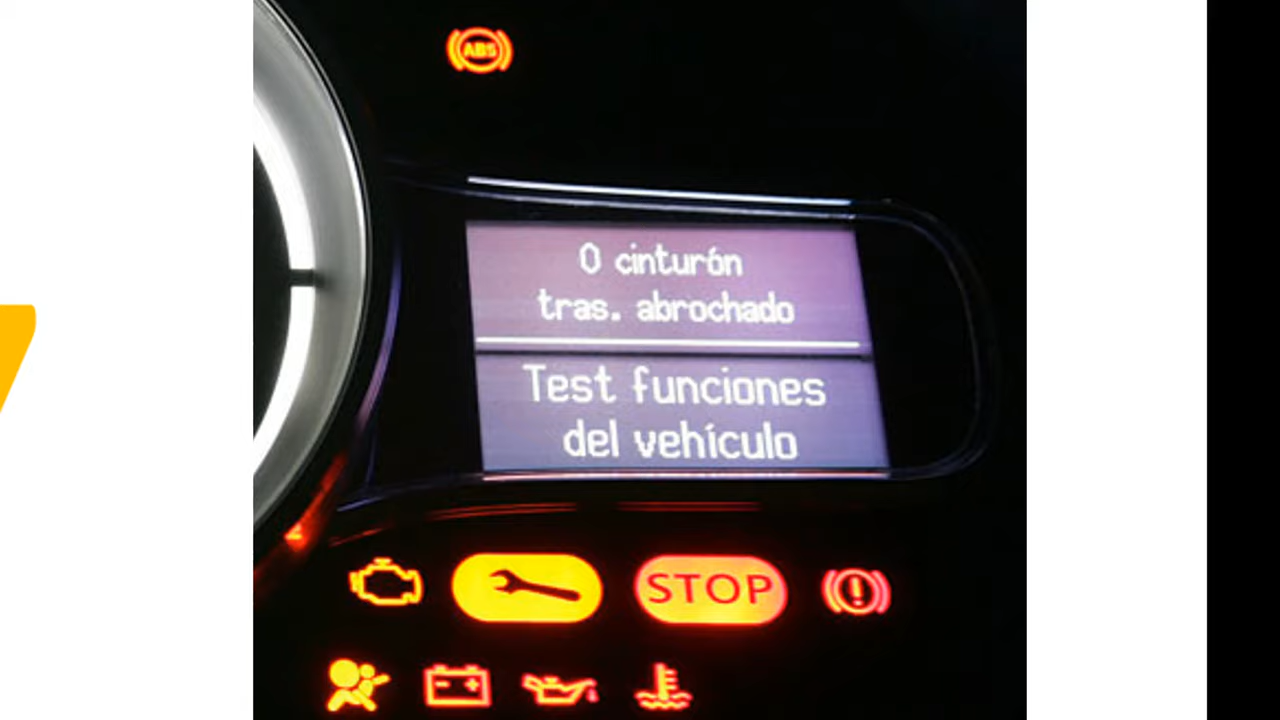 ABS
0 cinturón
tras. abrochado
Test funciones
del vehículo
STOP